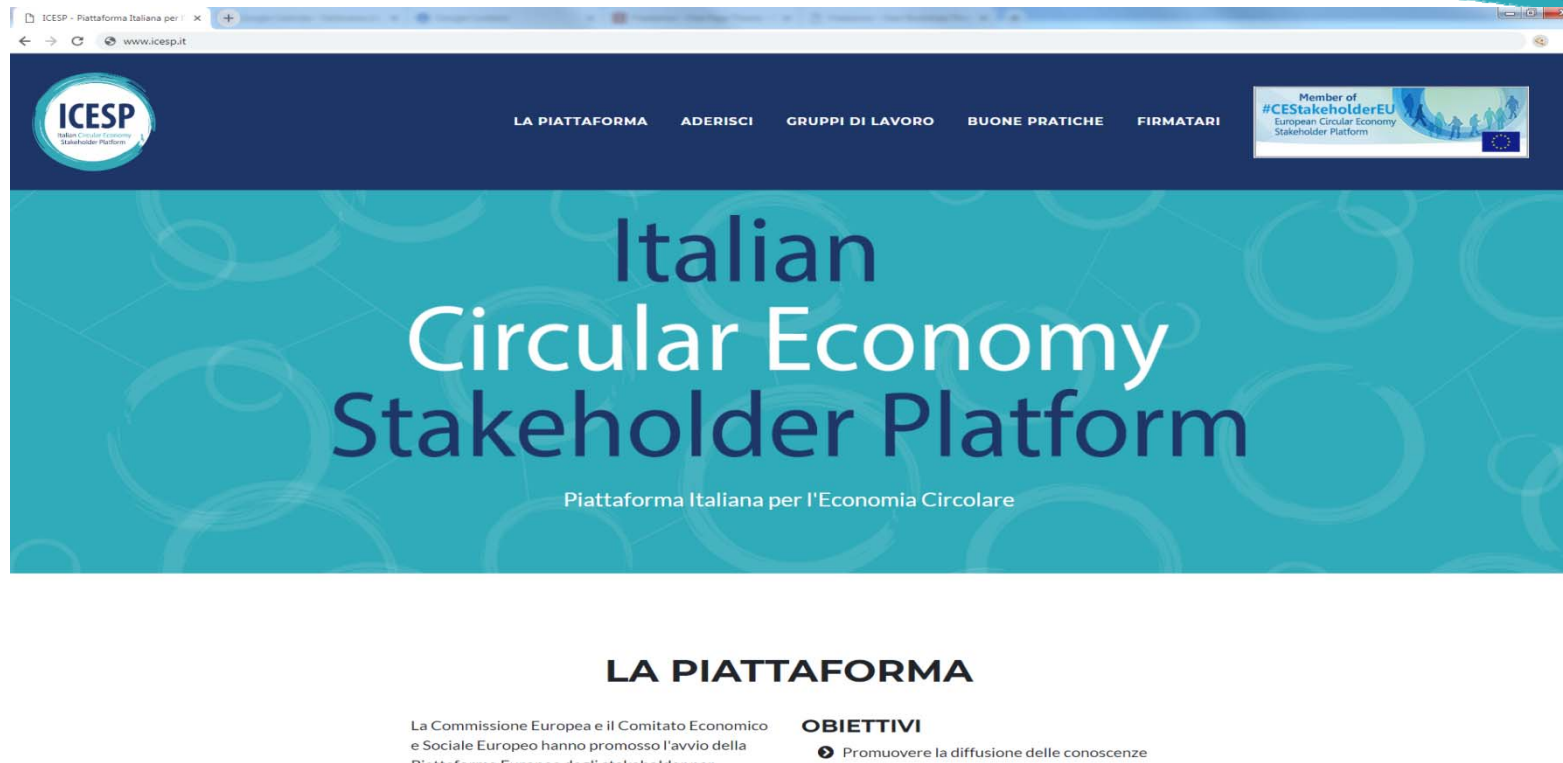 ICESP - Piattaforma Italiana per l'
www.icesp.it
ICESP
Italian Circular Economy
Stakeholder Platform
LA PIATTAFORMA ADERISCI GRUPPI DI LAVORO BUONE PRATICHE FIRMATARI
Member of
#CEStakeholderEU
European Circular Economy
Stakeholder Platform
Italian
Circular Economy
Stakeholder Platform
Piattaforma Italiana per l'Economia Circolare
LA PIATTAFORMA
La Commissione Europea e il Comitato Economico
e Sociale Europeo hanno promosso l'avvio della
OBIETTIVI
Promuovere la diffusione delle conoscenze